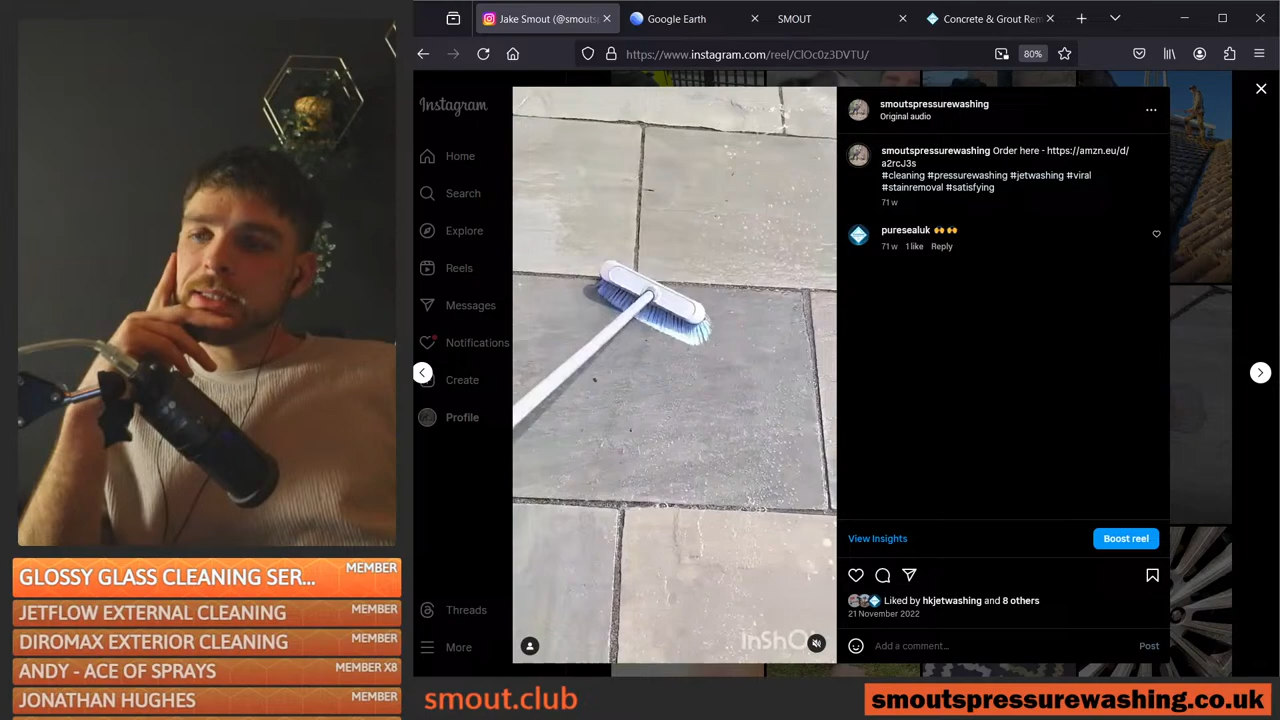 Jake Smout (@smouts
Google Earth
SMOUT
Concrete & Grout Rem
https://www.instagram.com/reel/ClOc0z3DVTU/
80%
Instagram
Home
Search
Explore
Reels
Messages
Notifications
Create
Profile
Threads
More
InShO
smoutspressurewashing
Original audio
smoutspressurewashing Order here - https://amzn.eu/d/
a2rcJ3s
#cleaning #pressurewashing #jetwashing #viral
#stainremoval #satisfying
71 w
puresealuk 🙌 🙌
71 w 1 like Reply
View Insights
Boost reel
Liked by hkjetwashing and 8 others
21 November 2022
Add a comment...
Post
GLOSSY GLASS CLEANING SER... MEMBER
JETFLOW EXTERNAL CLEANING MEMBER
DIROMAX EXTERIOR CLEANING MEMBER
ANDY - ACE OF SPRAYS MEMBER X8
JONATHAN HUGHES MEMBER
smout.club
smoutspressurewashing.co.uk